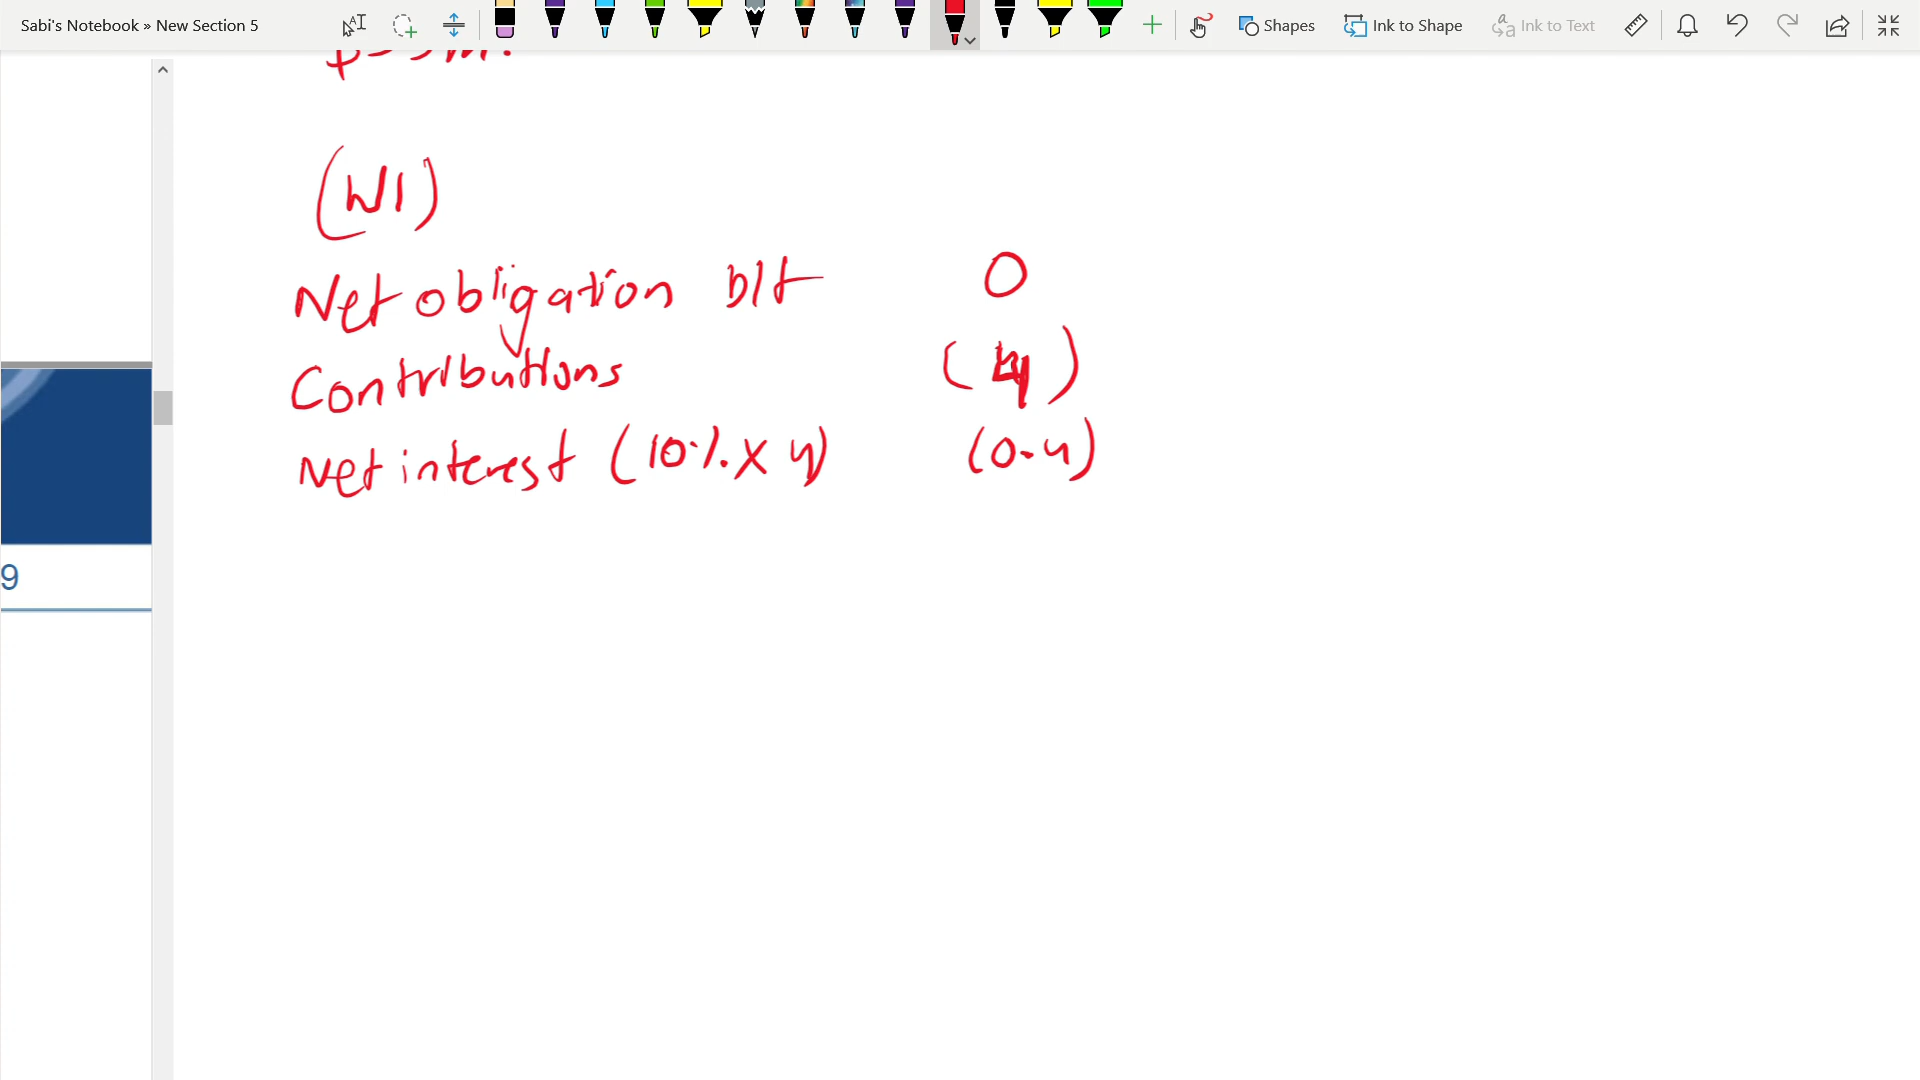 Sabi's Notebook » New Section 5
Shapes
Ink to Shape
Ink to Text
(W1)
Net obligation b/f 0
Contributions (4)
Net interest (10% x 4) (0.4)
9